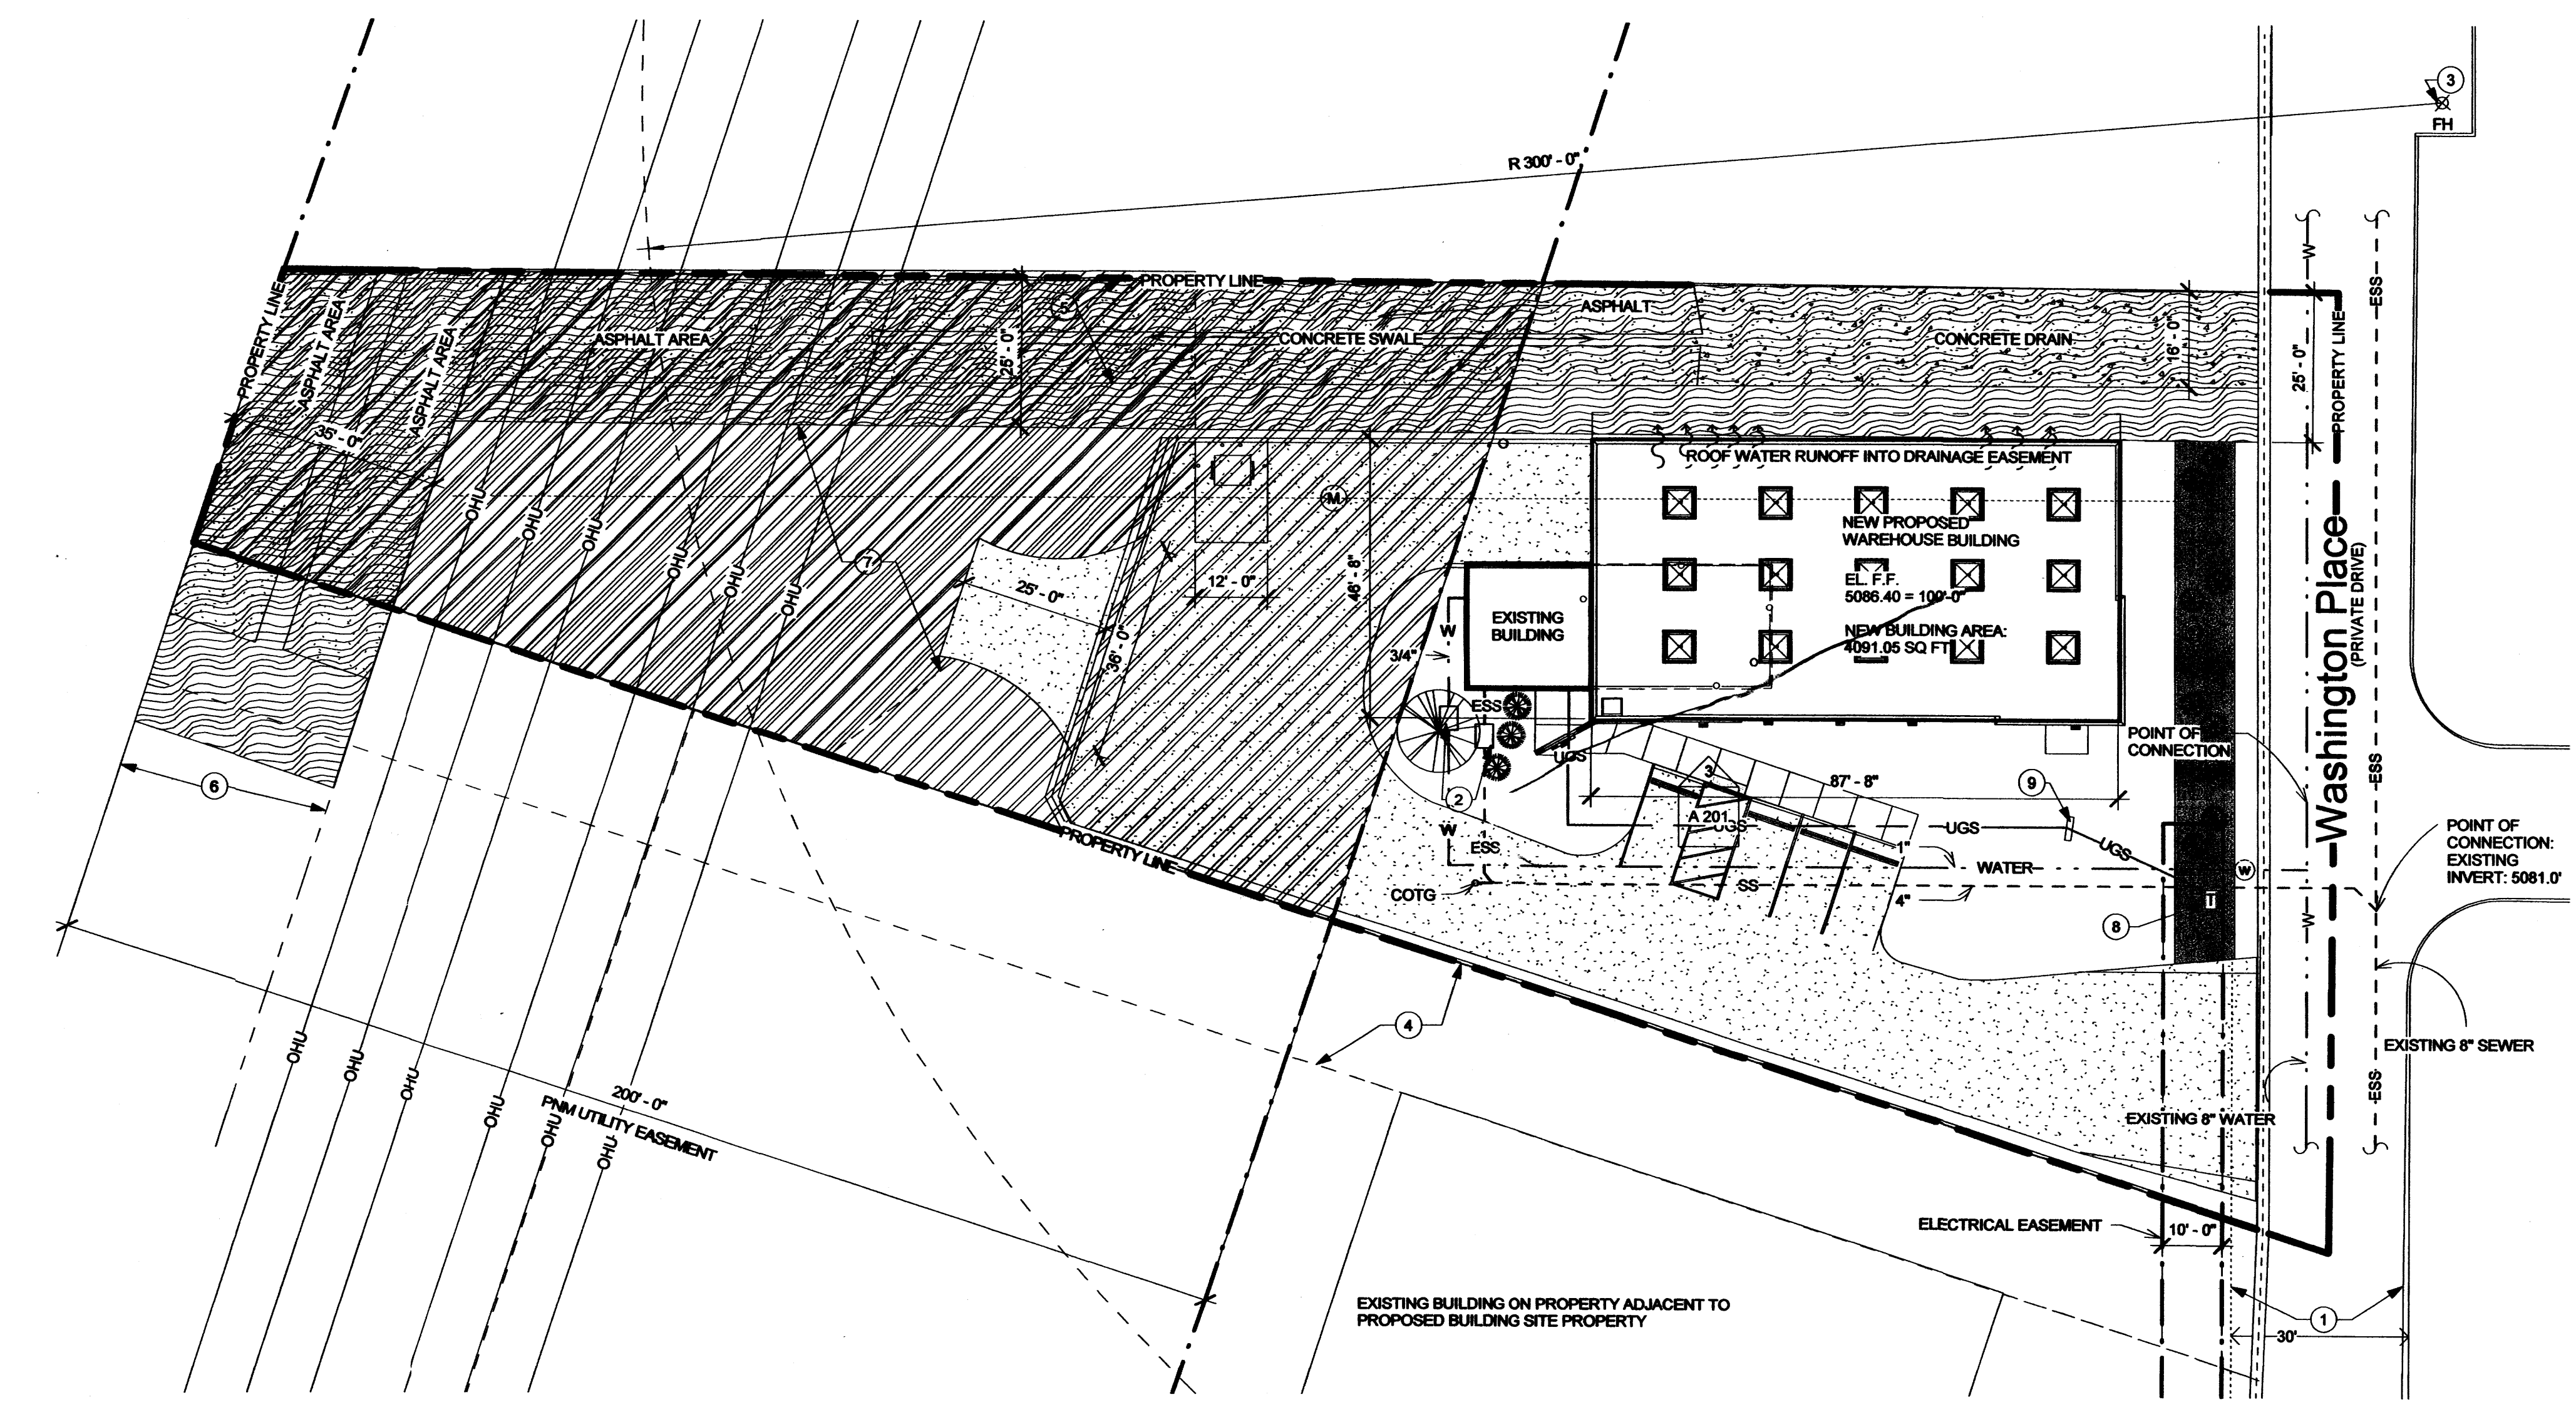 3
FH
R 300' - 0"
W
ESS
PROPERTY LINE
ASPHALT
PROPERTY LINE
ASPHALT AREA
ASPHALT AREA
ASPHALT AREA
25' - 0"
CONCRETE SWALE
CONCRETE DRAIN
16' - 0"
25' - 0"
PROPERTY LINE
35' - 0"
ROOF WATER RUNOFF INTO DRAINAGE EASEMENT
OHU
OHU
OHU
OHU
OHU
OHU
M
7
12' - 0"
25' - 0"
36' - 0"
46' - 8"
NEW PROPOSED
WAREHOUSE BUILDING
EL. F.F.
5086.40 = 100'-0"
NEW BUILDING AREA:
4091.05 SQ FT
EXISTING
BUILDING
W
3/4"
ESS
UGS
2
W
ESS
COTG
3
A 201
UGS
87' - 8"
UGS
9
UGS
1"
WATER
SS
4"
W
T
8
POINT OF
CONNECTION
Washington Place
(PRIVATE DRIVE)
ESS
W
POINT OF
CONNECTION:
EXISTING
INVERT: 5081.0'
6
PROPERTY LINE
4
EXISTING 8" SEWER
ESS
EXISTING 8" WATER
OHU
OHU
OHU
OHU
OHU
OHU
200' - 0"
PNM UTILITY EASEMENT
ELECTRICAL EASEMENT
10' - 0"
EXISTING BUILDING ON PROPERTY ADJACENT TO
PROPOSED BUILDING SITE PROPERTY
1
30'